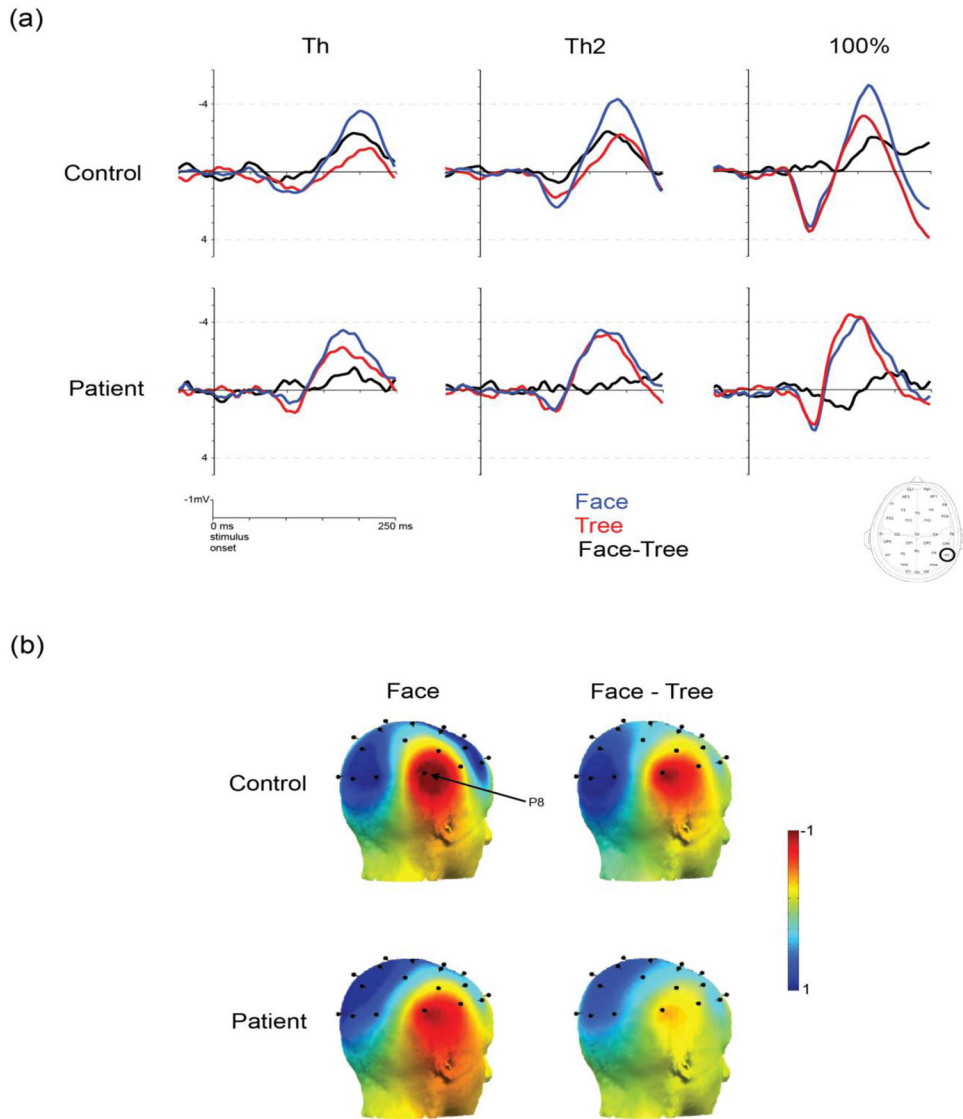 (a)
Th Th2 100%
-4
Control
4
-4
Patient
4
-1mV
0 ms 250 ms
stimulus
onset
Face
Tree
Face-Tree
(b)
Face Face - Tree
Control
P8
-1
1
Patient